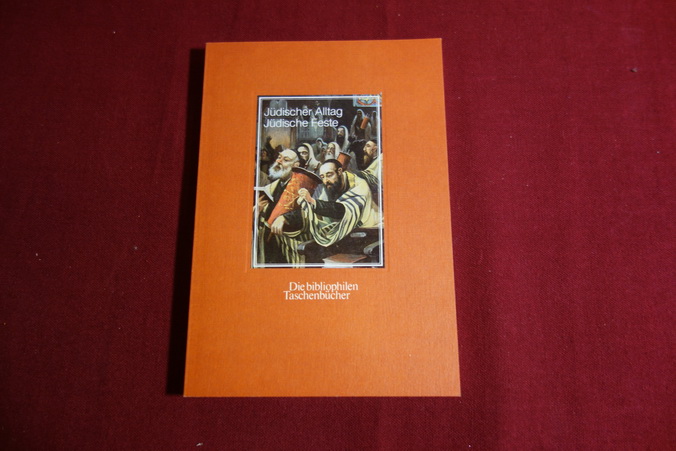 Jüdischer Alltag
Jüdische Feste
Die bibliophilen
Taschenbücher